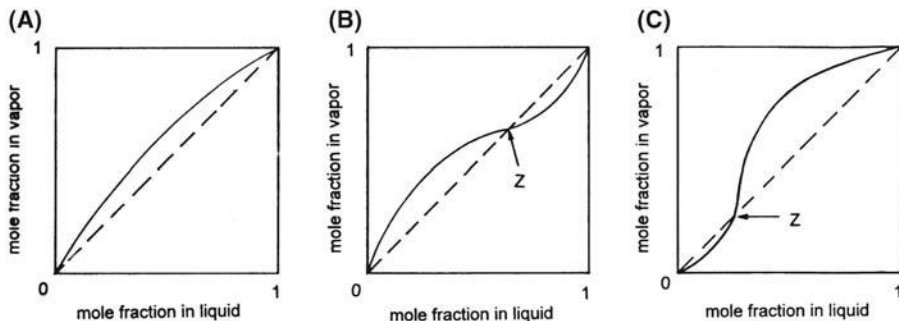 (A)
1
mole fraction in vapor
0
1
mole fraction in liquid
(B)
1
mole fraction in vapor
Z
0
1
mole fraction in liquid
(C)
1
mole fraction in vapor
Z
0
1
mole fraction in liquid